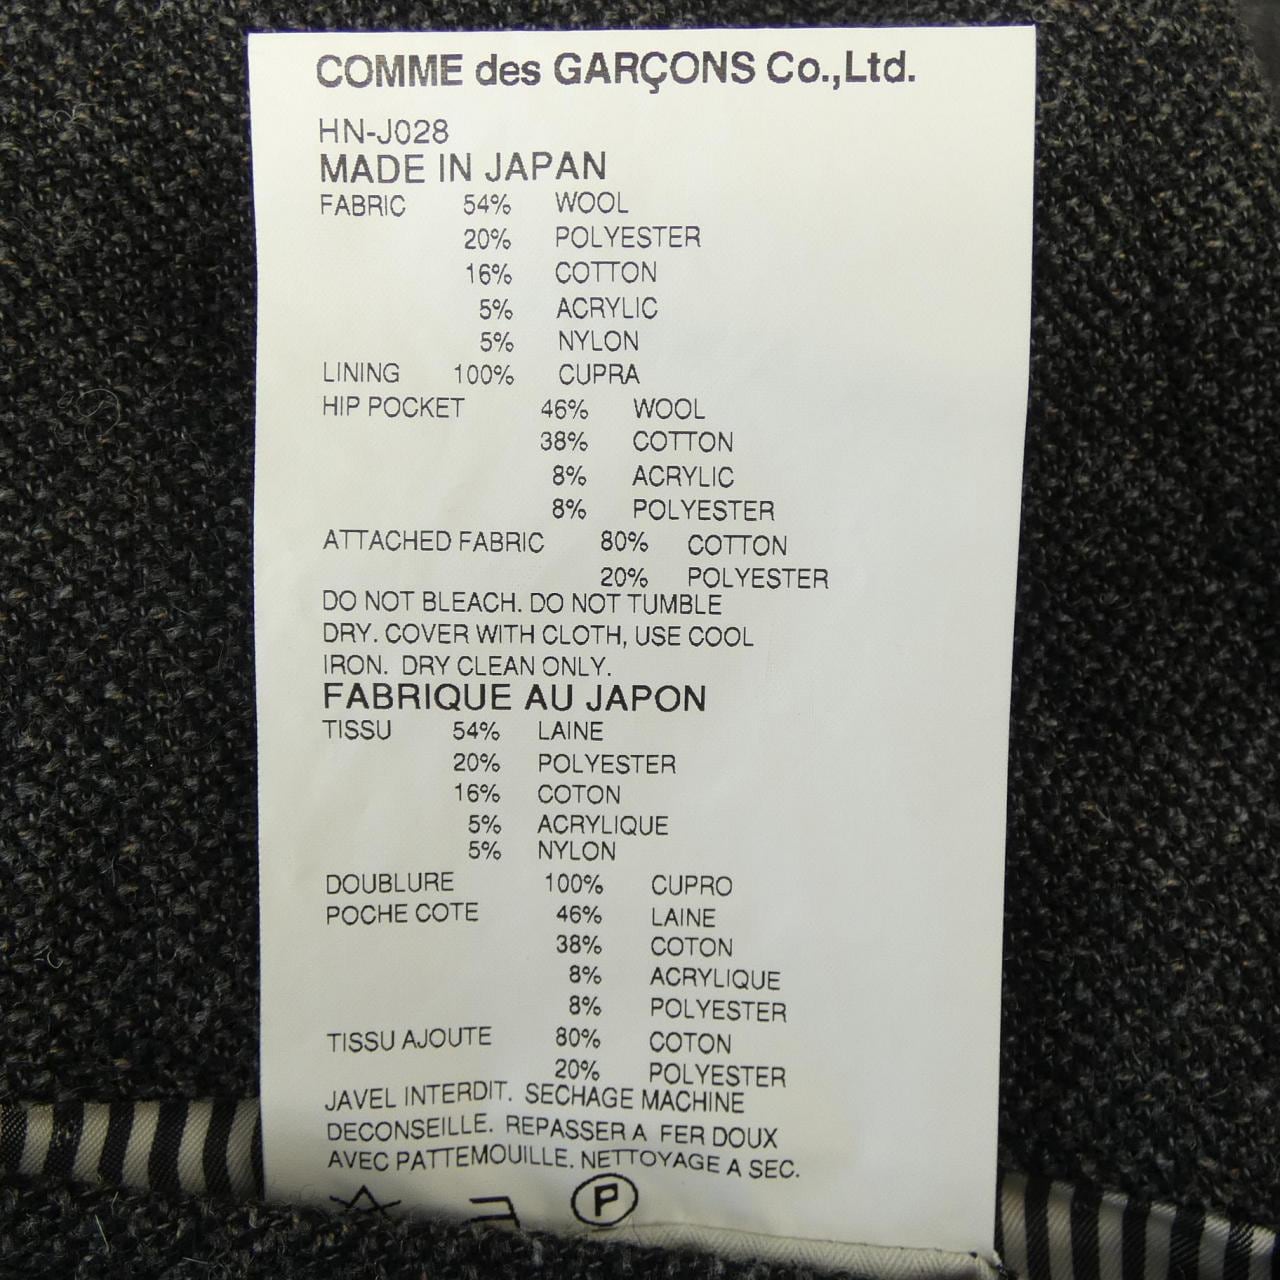 COMME des GARÇONS Co.,Ltd.
HN-J028
MADE IN JAPAN
FABRIC 54% WOOL
20% POLYESTER
16% COTTON
5% ACRYLIC
5% NYLON
LINING 100% CUPRA
HIP POCKET 46% WOOL
38% COTTON
8% ACRYLIC
8% POLYESTER
ATTACHED FABRIC 80% COTTON
20% POLYESTER
DO NOT BLEACH. DO NOT TUMBLE
DRY. COVER WITH CLOTH, USE COOL
IRON. DRY CLEAN ONLY.
FABRIQUE AU JAPON
TISSU 54% LAINE
20% POLYESTER
16% COTON
5% ACRYLIQUE
5% NYLON
DOUBLURE 100% CUPRO
POCHE COTE 46% LAINE
38% COTON
8% ACRYLIQUE
8% POLYESTER
TISSU AJOUTE 80% COTON
20% POLYESTER
JAVEL INTERDIT. SECHAGE MACHINE
DECONSEILLE. REPASSER A FER DOUX
AVEC PATTEMOUILLE. NETTOYAGE A SEC.
P